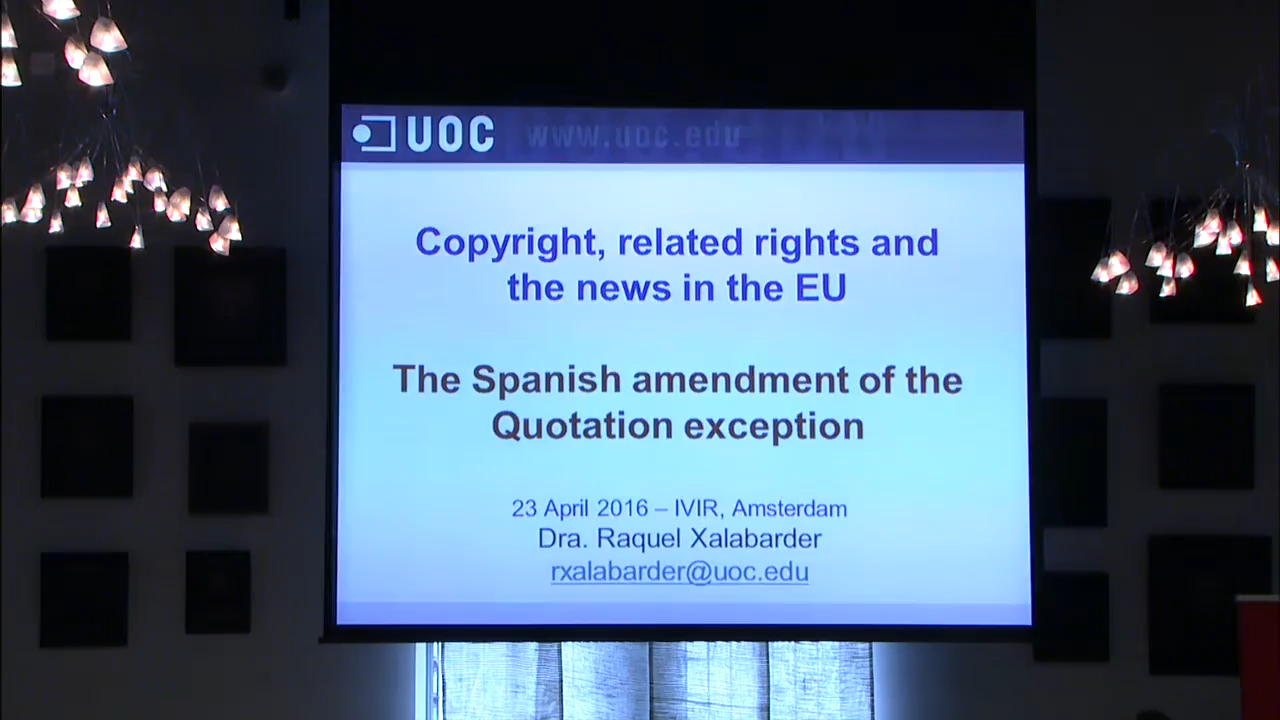 UOC www.uoc.edu
Copyright, related rights and
the news in the EU
The Spanish amendment of the
Quotation exception
23 April 2016 – IVIR, Amsterdam
Dra. Raquel Xalabarder
rxalabarder@uoc.edu